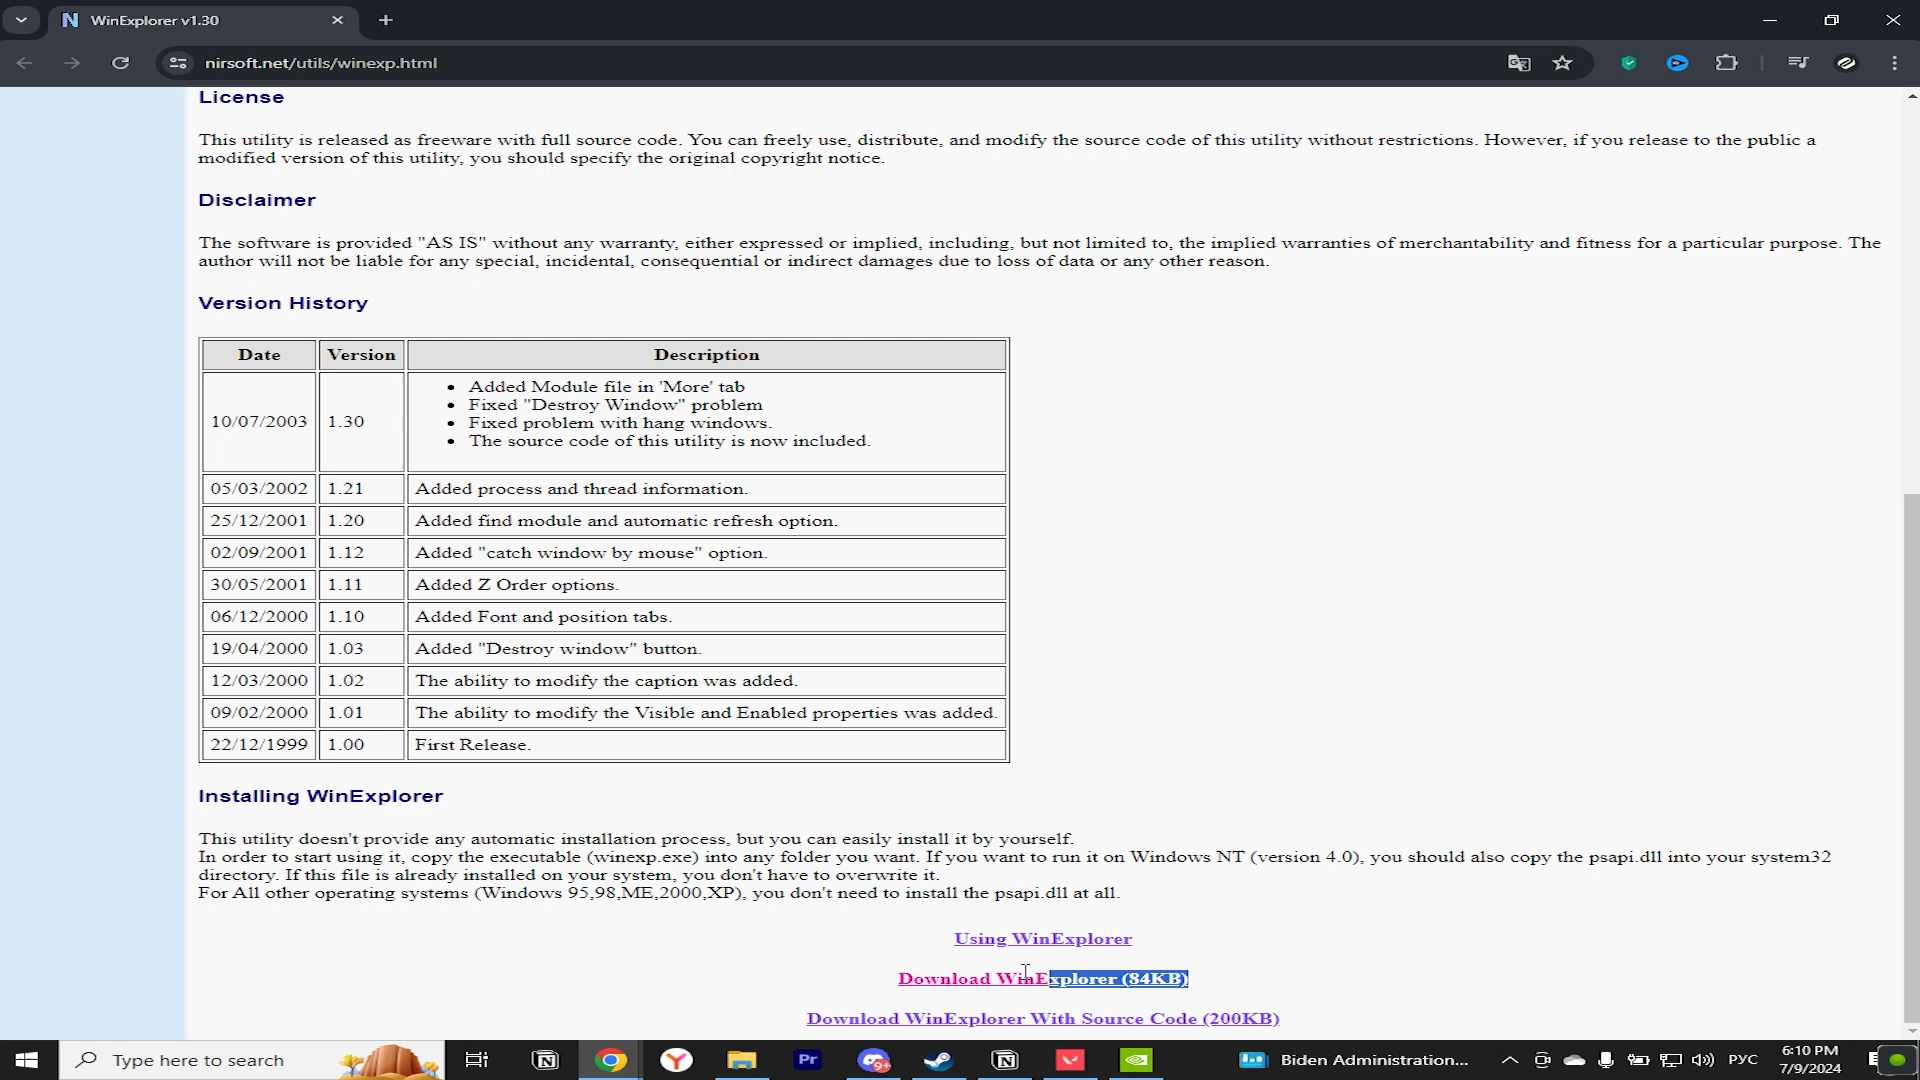 WinExplorer v1.30
nirsoft.net/utils/winexp.html
License
This utility is released as freeware with full source code. You can freely use, distribute, and modify the source code of this utility without restrictions. However, if you release to the public a
modified version of this utility, you should specify the original copyright notice.
Disclaimer
The software is provided "AS IS" without any warranty, either expressed or implied, including, but not limited to, the implied warranties of merchantability and fitness for a particular purpose. The
author will not be liable for any special, incidental, consequential or indirect damages due to loss of data or any other reason.
Version History
Date Version Description
10/07/2003 1.30
• Added Module file in 'More' tab
• Fixed "Destroy Window" problem
• Fixed problem with hang windows.
• The source code of this utility is now included.
05/03/2002 1.21 Added process and thread information.
25/12/2001 1.20 Added find module and automatic refresh option.
02/09/2001 1.12 Added "catch window by mouse" option.
30/05/2001 1.11 Added Z Order options.
06/12/2000 1.10 Added Font and position tabs.
19/04/2000 1.03 Added "Destroy window" button.
12/03/2000 1.02 The ability to modify the caption was added.
09/02/2000 1.01 The ability to modify the Visible and Enabled properties was added.
22/12/1999 1.00 First Release.
Installing WinExplorer
This utility doesn't provide any automatic installation process, but you can easily install it by yourself.
In order to start using it, copy the executable (winexp.exe) into any folder you want. If you want to run it on Windows NT (version 4.0), you should also copy the psapi.dll into your system32
directory. If this file is already installed on your system, you don't have to overwrite it.
For All other operating systems (Windows 95,98,ME,2000,XP), you don't need to install the psapi.dll at all.
Using WinExplorer
Download WinExplorer (84KB)
Download WinExplorer With Source Code (200KB)
Type here to search
Pr
9+
Biden Administration...
РУС
6:10 PM
7/9/2024